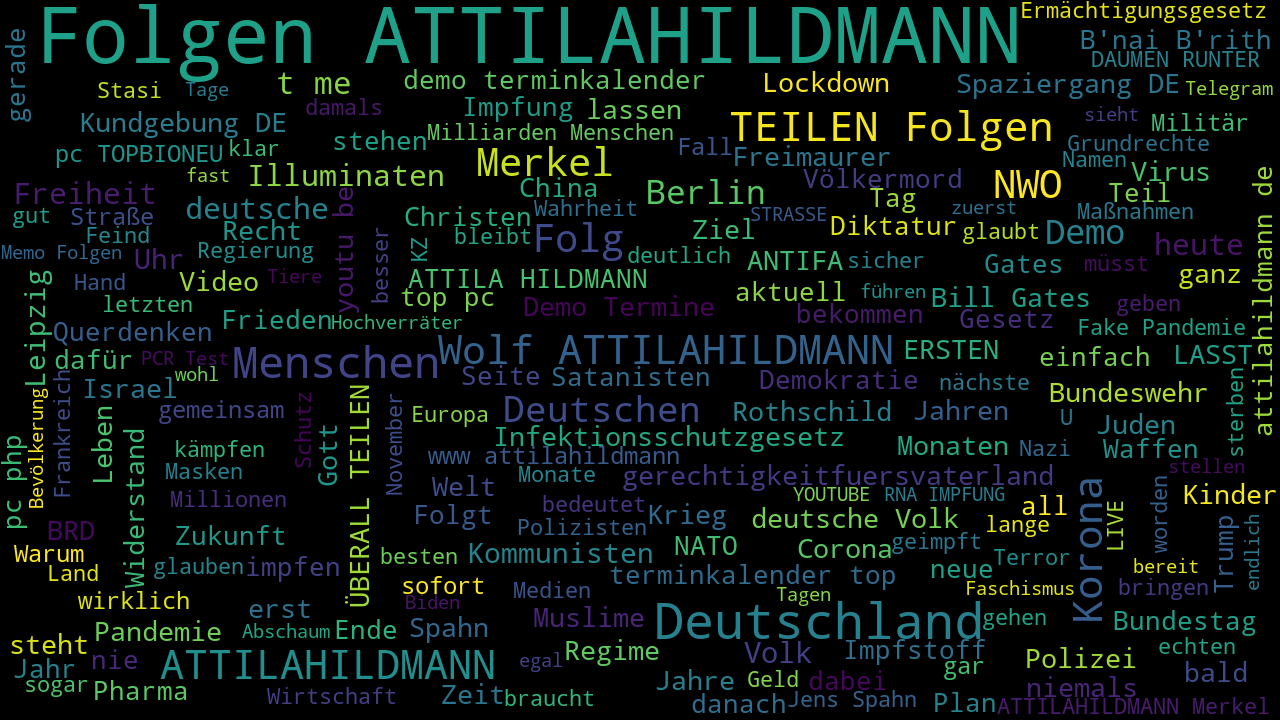 Folgen ATTILAHILDMANN
Ermächtigungsgesetz
gerade
B'nai B'rith
DAUMEN RUNTER
Stasi
Tage
t me
demo terminkalender
Lockdown
Spaziergang DE
Telegram
damals
Impfung
lassen
Kundgebung DE
stehen
Milliarden Menschen
TEILEN Folgen
sieht
Militär
pc TOPBIONEU
klar
Merkel
Fall
Freimaurer
Grundrechte
Namen
fast
Illuminaten
China
Berlin
Völkermord
NWO
Virus
Freiheit
youtu be
deutsche
Christen
Wahrheit
Tag
Teil
gut
Straße
Recht
KZ
bleibt
Folg
Ziel
STRASSE
Diktatur
zuerst
glaubt
Maßnahmen
Demo
Feind
Memo Folgen
Uhr
Regierung
besser
deutlich
ANTIFA
sicher
Gates
müsst
heute
attilahildmann de
Hand
Video
Tiere
ATTILA HILDMANN
aktuell
führen
ganz
Leipzig
letzten
top pc
Demo Termine
bekommen
Bill Gates
geben
Querdenken
Frieden
Hochverräter
Gesetz
Fake Pandemie
dafür
PCR Test
wohl
Menschen
Wolf ATTILAHILDMANN
ERSTEN
einfach
LASST
Israel
Seite
Satanisten
Demokratie
nächste
Bundeswehr
sterben
Bevölkerung
Frankreich
Leben
gemeinsam
Schutz
ÜBERALL TEILEN
November
Europa
Deutschen
Rothschild
Jahren
U
Juden
pc php
Widerstand
kämpfen
Gott
Infektionsschutzgesetz
Monaten
Nazi
Waffen
Masken
www attilahildmann
Monate
gerechtigkeitfuersvaterland
stellen
Millionen
Welt
bedeutet
YOUTUBE
RNA IMPFUNG
all
Korona
LIVE
worden
Kinder
BRD
Zukunft
Folgt
Polizisten
Krieg
deutsche Volk
lange
Trump
endlich
Warum
Land
glauben
impfen
besten
Kommunisten
NATO
Corona
geimpft
Terror
bereit
wirklich
erst
sofort
Biden
Medien
terminkalender top
Tagen
neue
Faschismus
bringen
steht
Pandemie
Abschaum
Ende
Spahn
Muslime
Deutschland
gehen
Bundestag
echten
Jahr
nie
ATTILAHILDMANN
egal
Regime
Volk
Impfstoff
gar
Polizei
bald
sogar
Pharma
Wirtschaft
Zeit
braucht
Jahre
Geld
dabei
niemals
danach
Jens Spahn
Plan
ATTILAHILDMANN Merkel